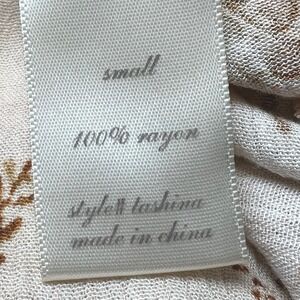 small
100% rayon
style# tashina
made in china